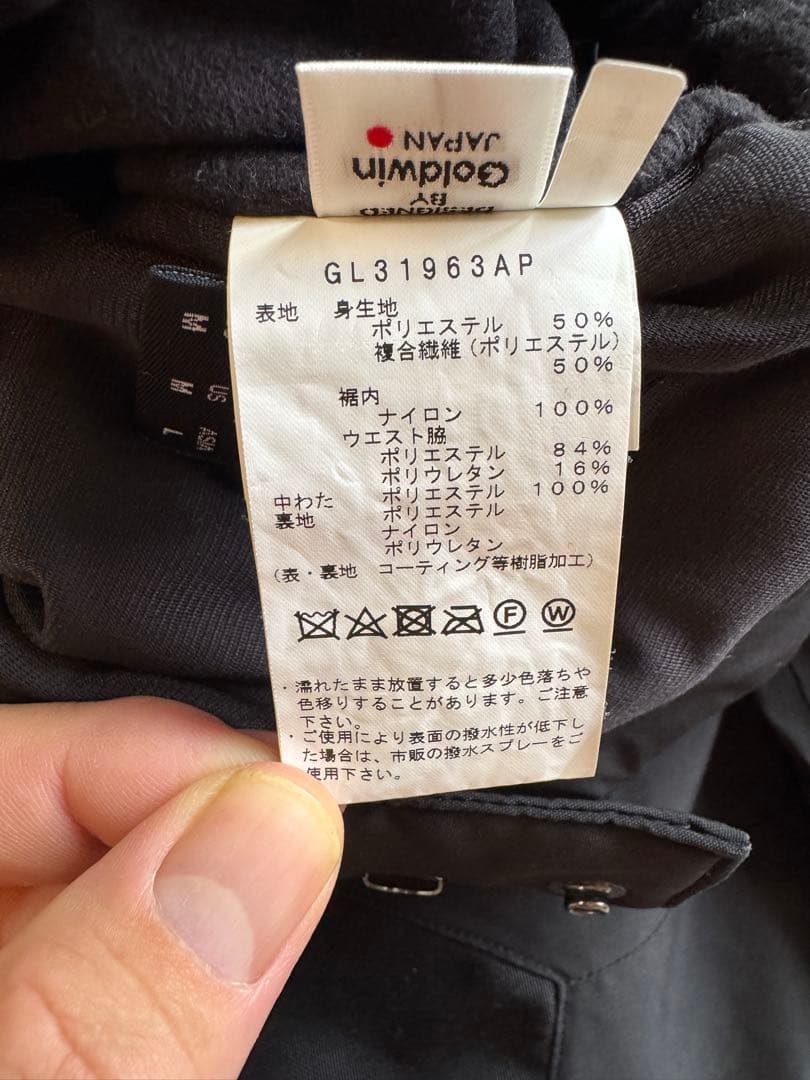 DESIGNED
BY
Goldwin
JAPAN
GL31963AP
表地 身生地
ポリエステル 50%
複合繊維(ポリエステル)
50%
裾内
ナイロン 100%
ウエスト脇
ポリエステル 84%
ポリウレタン 16%
中わた ポリエステル 100%
裏地 ポリエステル
ナイロン
ポリウレタン
(表・裏地 コーティング等樹脂加工)
F W
・濡れたまま放置すると多少色落ちや
色移りすることがあります。ご注意
下さい。
・ご使用により表面の撥水性が低下し
た場合は、市販の撥水スプレーをご
使用下さい。
M
US M
ASIA L